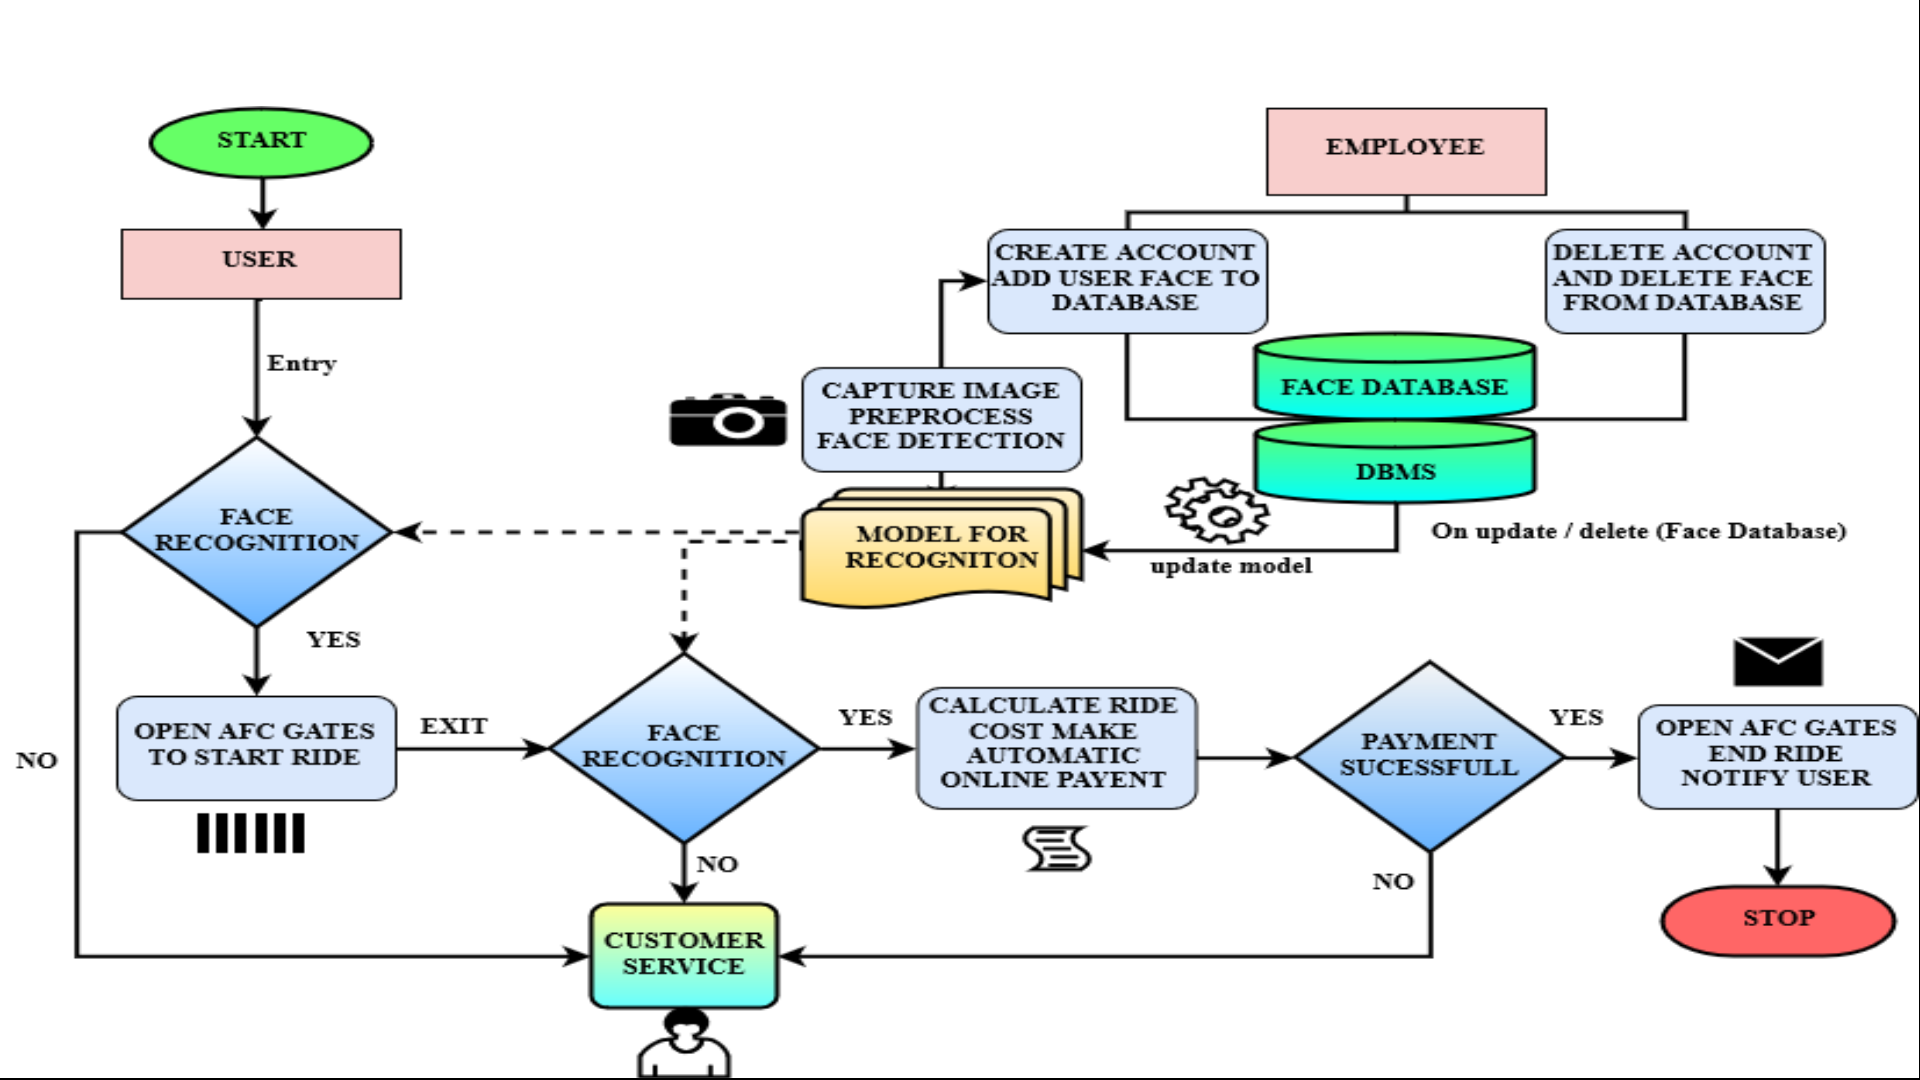 START
USER
Entry
FACE
RECOGNITION
NO
YES
OPEN AFC GATES
TO START RIDE
EXIT
FACE
RECOGNITION
NO
YES
CALCULATE RIDE
COST MAKE
AUTOMATIC
ONLINE PAYENT
PAYMENT
SUCESSFULL
NO
YES
OPEN AFC GATES
END RIDE
NOTIFY USER
STOP
CUSTOMER
SERVICE
EMPLOYEE
CREATE ACCOUNT
ADD USER FACE TO
DATABASE
DELETE ACCOUNT
AND DELETE FACE
FROM DATABASE
FACE DATABASE
DBMS
CAPTURE IMAGE
PREPROCESS
FACE DETECTION
MODEL FOR
RECOGNITON
On update / delete (Face Database)
update model